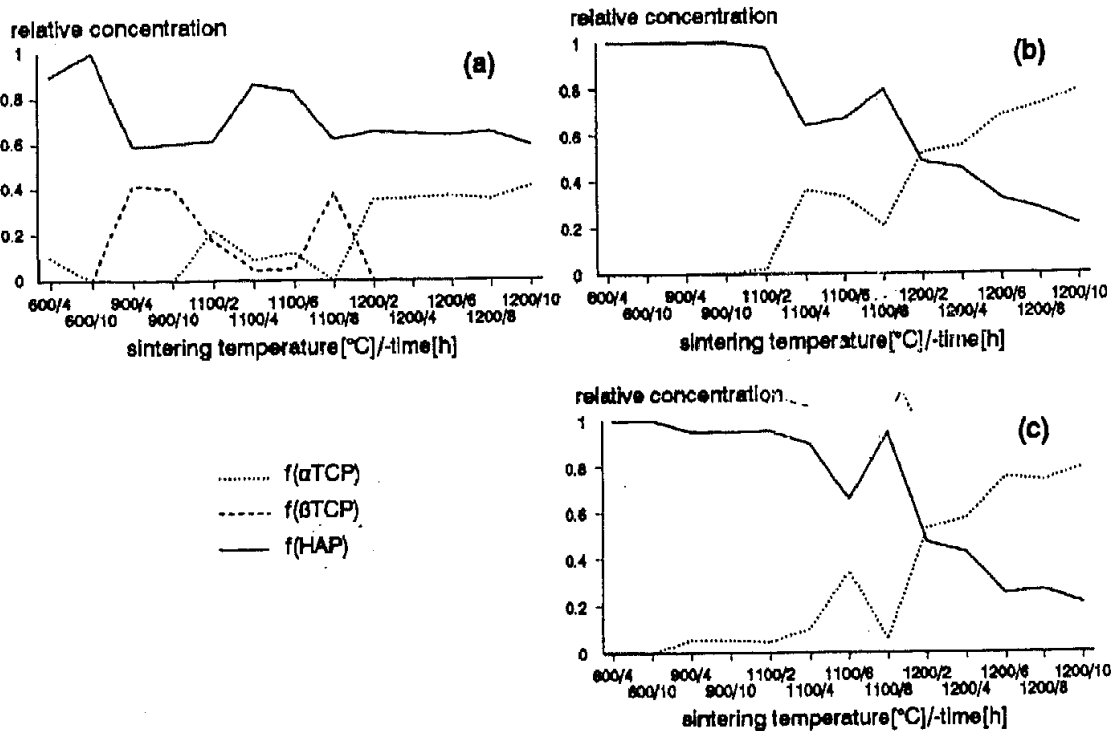 relative concentration
(a)
1
0.8
0.6
0.4
0.2
0
600/4 900/4 1100/2 1100/6 1200/2 1200/6 1200/10
600/10 900/10 1100/4 1100/8 1200/4 1200/8
sintering temperature[°C]/-time[h]
relative concentration
(b)
1
0.8
0.6
0.4
0.2
0
600/4 900/4 1100/2 1100/6 1200/2 1200/6 1200/10
600/10 900/10 1100/4 1100/8 1200/4 1200/8
sintering temperature[°C]/-time[h]
f(αTCP)
f(βTCP)
f(HAP)
relative concentration
(c)
1
0.8
0.6
0.4
0.2
0
600/4 900/4 1100/2 1100/6 1200/2 1200/6 1200/10
600/10 900/10 1100/4 1100/8 1200/4 1200/8
sintering temperature[°C]/-time[h]